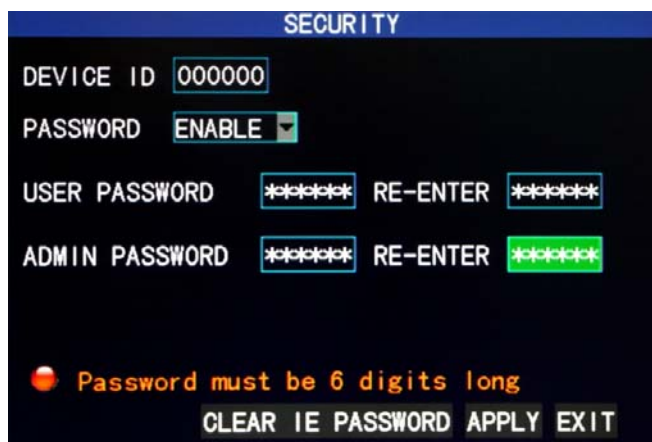 SECURITY
DEVICE ID 000000
PASSWORD ENABLE
USER PASSWORD ****** RE-ENTER ******
ADMIN PASSWORD ****** RE-ENTER ******
Password must be 6 digits long
CLEAR IE PASSWORD APPLY EXIT